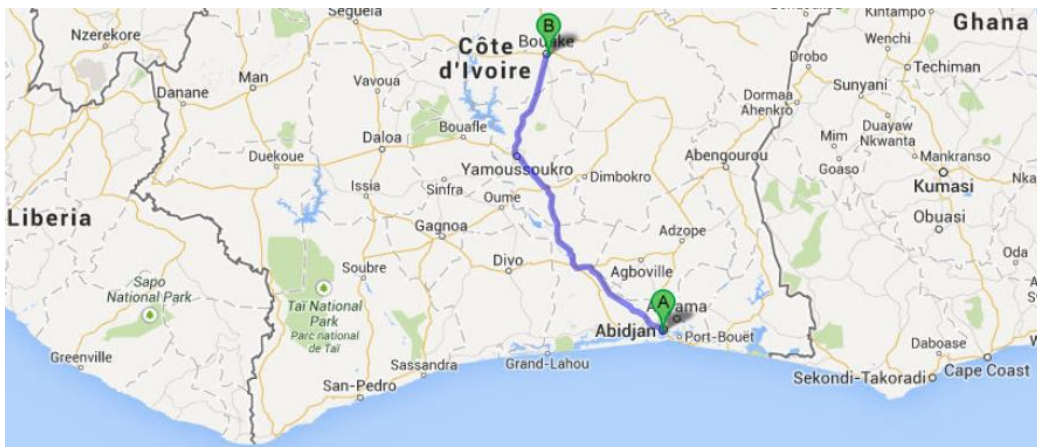 Nzerekore
Seguela
B
Bouake
Côte
d'Ivoire
Kintampo
Ghana
Wenchi
Techiman
Drobo
Sunyani
Dormaa
Ahenkro
Duayaw
Nkwanta
Mim
Goaso
Mankranso
Kumasi
Obuasi
Oda
Man
Danane
Vavoua
Bouafle
Daloa
Duekoue
Yamoussoukro
Dimbokro
Abengourou
Issia
Sinfra
Oume
Gagnoa
Adzope
Liberia
Divo
Agboville
Soubre
Sapo
National Park
Taï National
Park
Parc national
de Taï
A
Abidjan
Port-Bouët
Greenville
Sassandra
Grand-Lahou
San-Pedro
Daboase
Cape Coast
Sekondi-Takoradi